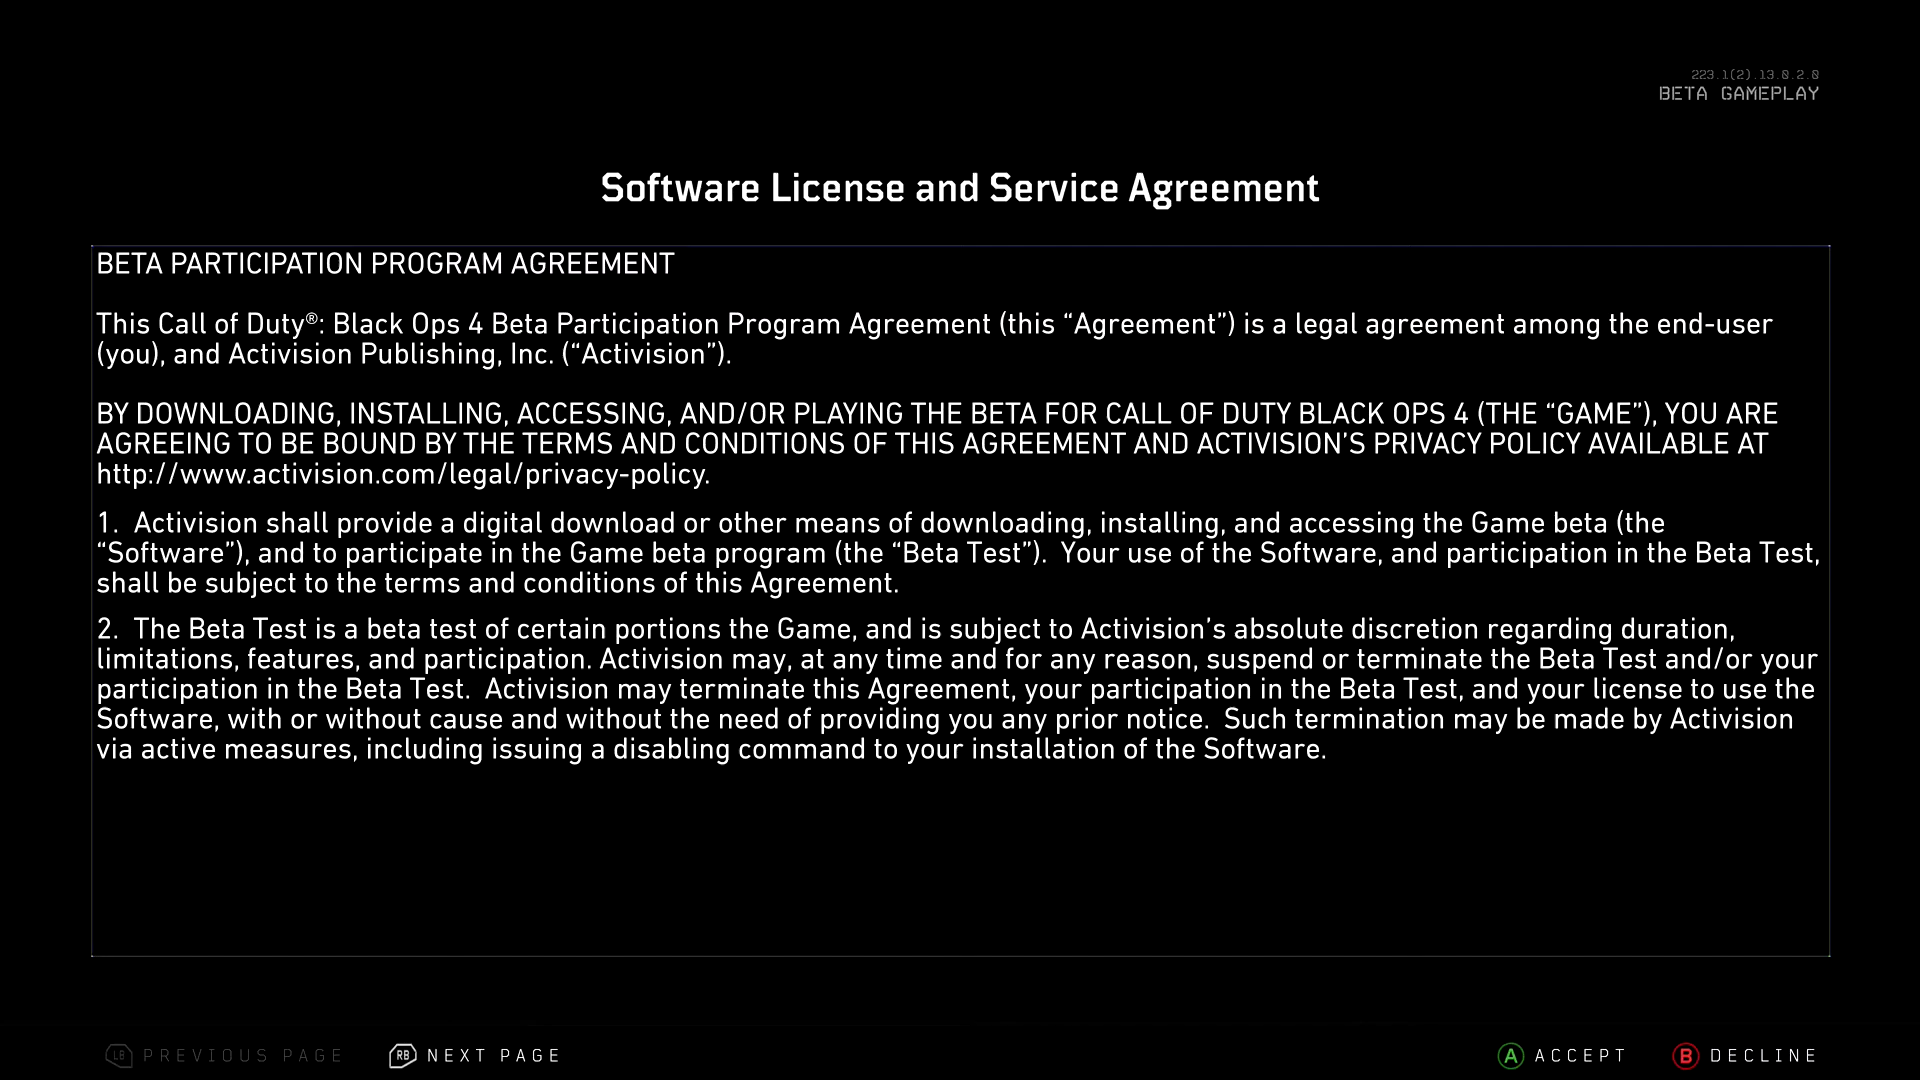 223.1(2).13.0.2.0
BETA GAMEPLAY
Software License and Service Agreement
BETA PARTICIPATION PROGRAM AGREEMENT
This Call of Duty®: Black Ops 4 Beta Participation Program Agreement (this “Agreement”) is a legal agreement among the end-user
(you), and Activision Publishing, Inc. (“Activision”).
BY DOWNLOADING, INSTALLING, ACCESSING, AND/OR PLAYING THE BETA FOR CALL OF DUTY BLACK OPS 4 (THE “GAME”), YOU ARE
AGREEING TO BE BOUND BY THE TERMS AND CONDITIONS OF THIS AGREEMENT AND ACTIVISION’S PRIVACY POLICY AVAILABLE AT
http://www.activision.com/legal/privacy-policy.
1.  Activision shall provide a digital download or other means of downloading, installing, and accessing the Game beta (the
“Software”), and to participate in the Game beta program (the “Beta Test”).  Your use of the Software, and participation in the Beta Test,
shall be subject to the terms and conditions of this Agreement.
2.  The Beta Test is a beta test of certain portions the Game, and is subject to Activision’s absolute discretion regarding duration,
limitations, features, and participation. Activision may, at any time and for any reason, suspend or terminate the Beta Test and/or your
participation in the Beta Test.  Activision may terminate this Agreement, your participation in the Beta Test, and your license to use the
Software, with or without cause and without the need of providing you any prior notice.  Such termination may be made by Activision
via active measures, including issuing a disabling command to your installation of the Software.
LB PREVIOUS PAGE RB NEXT PAGE A ACCEPT B DECLINE